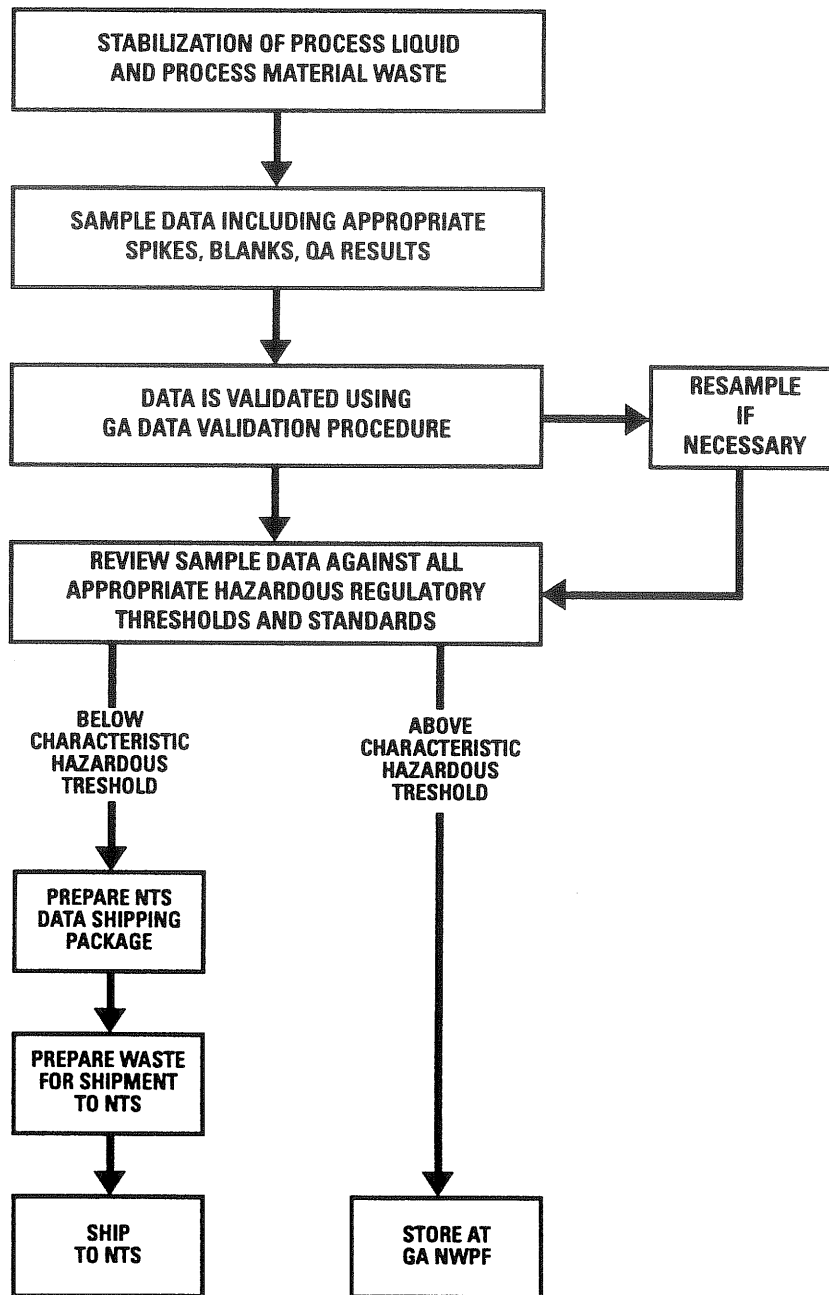 STABILIZATION OF PROCESS LIQUID
AND PROCESS MATERIAL WASTE
SAMPLE DATA INCLUDING APPROPRIATE
SPIKES, BLANKS, QA RESULTS
DATA IS VALIDATED USING
GA DATA VALIDATION PROCEDURE
RESAMPLE
IF
NECESSARY
REVIEW SAMPLE DATA AGAINST ALL
APPROPRIATE HAZARDOUS REGULATORY
THRESHOLDS AND STANDARDS
BELOW
CHARACTERISTIC
HAZARDOUS
TRESHOLD
ABOVE
CHARACTERISTIC
HAZARDOUS
TRESHOLD
PREPARE NTS
DATA SHIPPING
PACKAGE
PREPARE WASTE
FOR SHIPMENT
TO NTS
SHIP
TO NTS
STORE AT
GA NWPF